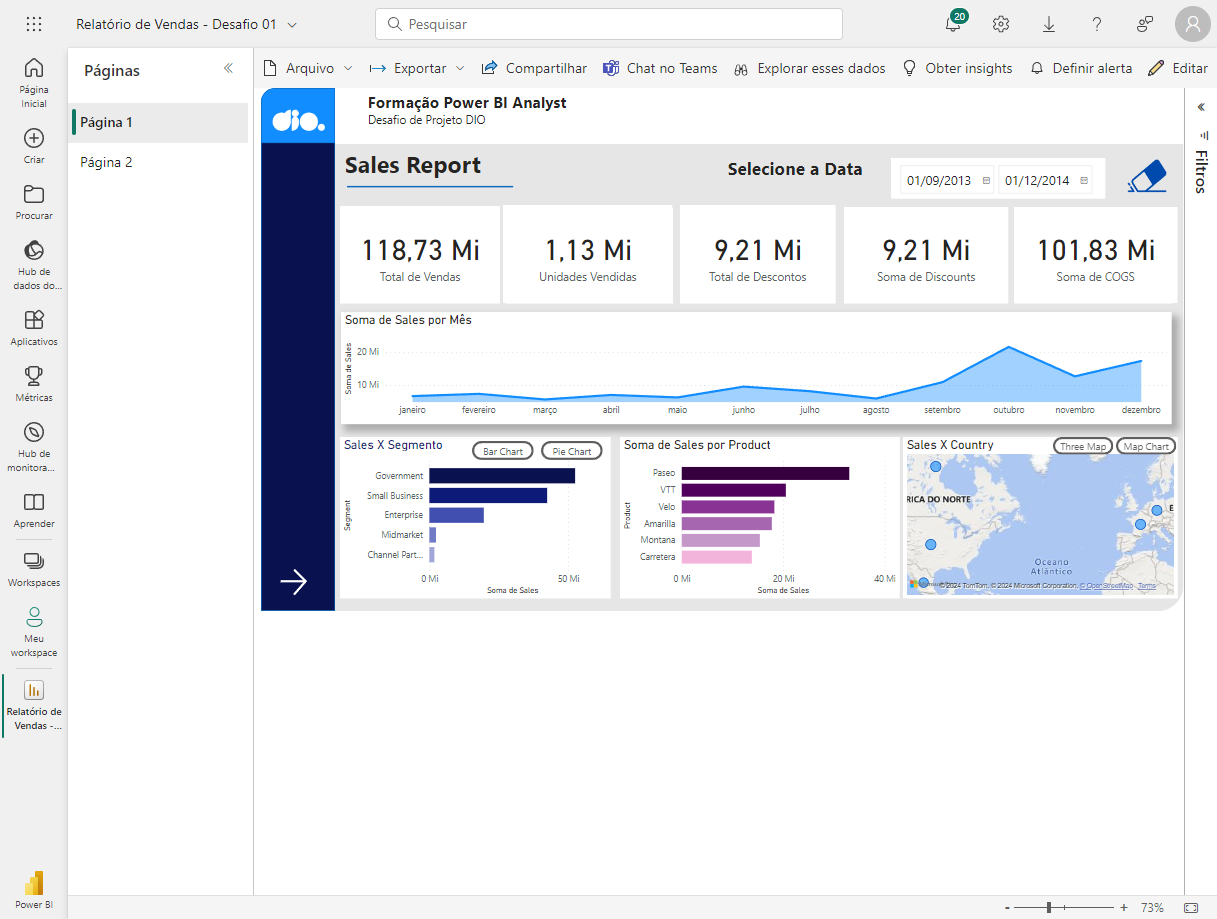 Relatório de Vendas - Desafio 01
Pesquisar
20
Página
Inicial
Criar
Procurar
Hub de
dados do...
Aplicativos
Métricas
Hub de
monitora...
Aprender
Workspaces
Meu
workspace
Relatório de
Vendas -...
Power BI
Páginas
Página 1
Página 2
Arquivo
Exportar
Compartilhar
Chat no Teams
Explorar esses dados
Obter insights
Definir alerta
Editar
Filtros
dio.
Formação Power BI Analyst
Desafio de Projeto DIO
Sales Report
Selecione a Data
01/09/2013
01/12/2014
118,73 Mi
Total de Vendas
1,13 Mi
Unidades Vendidas
9,21 Mi
Total de Descontos
9,21 Mi
Soma de Discounts
101,83 Mi
Soma de COGS
Soma de Sales por Mês
Soma de Sales
20 Mi
10 Mi
janeiro fevereiro março abril maio junho julho agosto setembro outubro novembro dezembro
Sales X Segmento
Bar Chart
Pie Chart
Segment
Government
Small Business
Enterprise
Midmarket
Channel Part...
0 Mi 50 Mi
Soma de Sales
Soma de Sales por Product
Product
Paseo
VTT
Velo
Amarilla
Montana
Carretera
0 Mi 20 Mi 40 Mi
Soma de Sales
Sales X Country
Three Map
Map Chart
RICA DO NORTE
E
Oceano
Atlântico
© 2024 TomTom, © 2024 Microsoft Corporation, © OpenStreetMap Terms
- + 73%